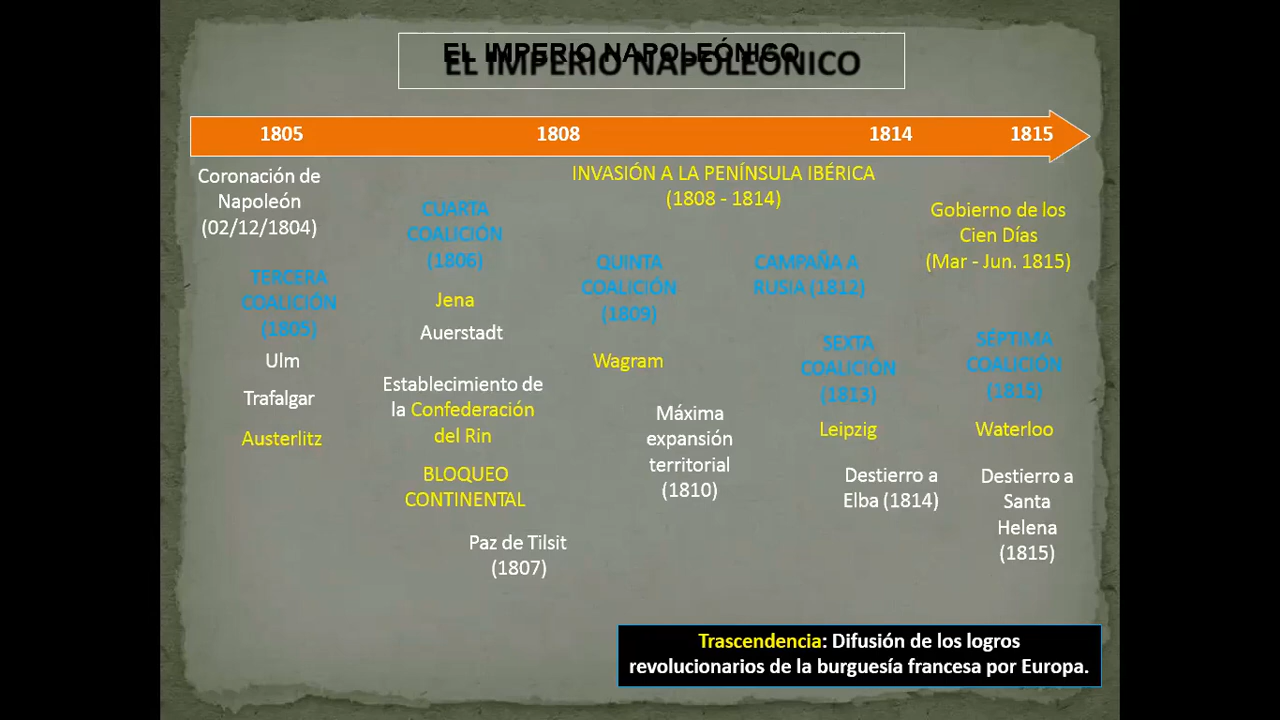 EL IMPERIO NAPOLEÓNICO
EL IMPERIO NAPOLEÓNICO
1805
1808
1814
1815
Coronación de
Napoleón
(02/12/1804)
TERCERA
COALICIÓN
(1805)
Ulm
Trafalgar
Austerlitz
CUARTA
COALICIÓN
(1806)
Jena
Auerstadt
Establecimiento de
la Confederación
del Rin
BLOQUEO
CONTINENTAL
Paz de Tilsit
(1807)
INVASIÓN A LA PENÍNSULA IBÉRICA
(1808 - 1814)
QUINTA
COALICIÓN
(1809)
Wagram
Máxima
expansión
territorial
(1810)
CAMPAÑA A
RUSIA (1812)
SEXTA
COALICIÓN
(1813)
Leipzig
Destierro a
Elba (1814)
Gobierno de los
Cien Días
(Mar - Jun. 1815)
SÉPTIMA
COALICIÓN
(1815)
Waterloo
Destierro a
Santa
Helena
(1815)
Trascendencia: Difusión de los logros
revolucionarios de la burguesía francesa por Europa.